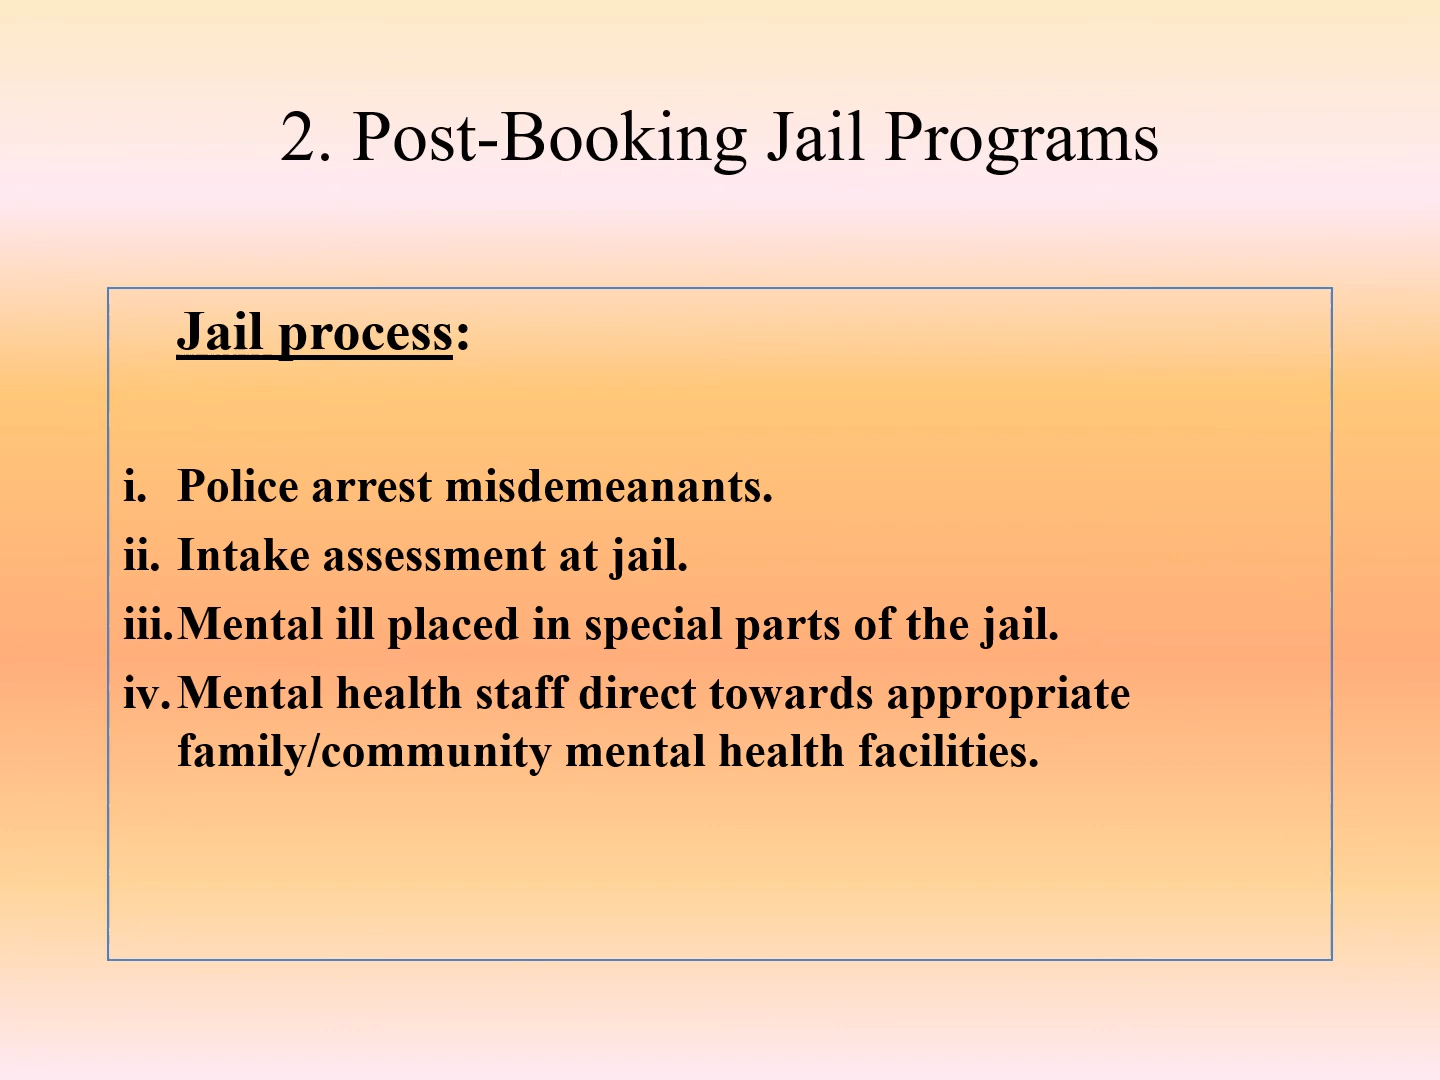 2. Post-Booking Jail Programs
Jail process:
i. Police arrest misdemeanants.
ii. Intake assessment at jail.
iii. Mental ill placed in special parts of the jail.
iv. Mental health staff direct towards appropriate
family/community mental health facilities.